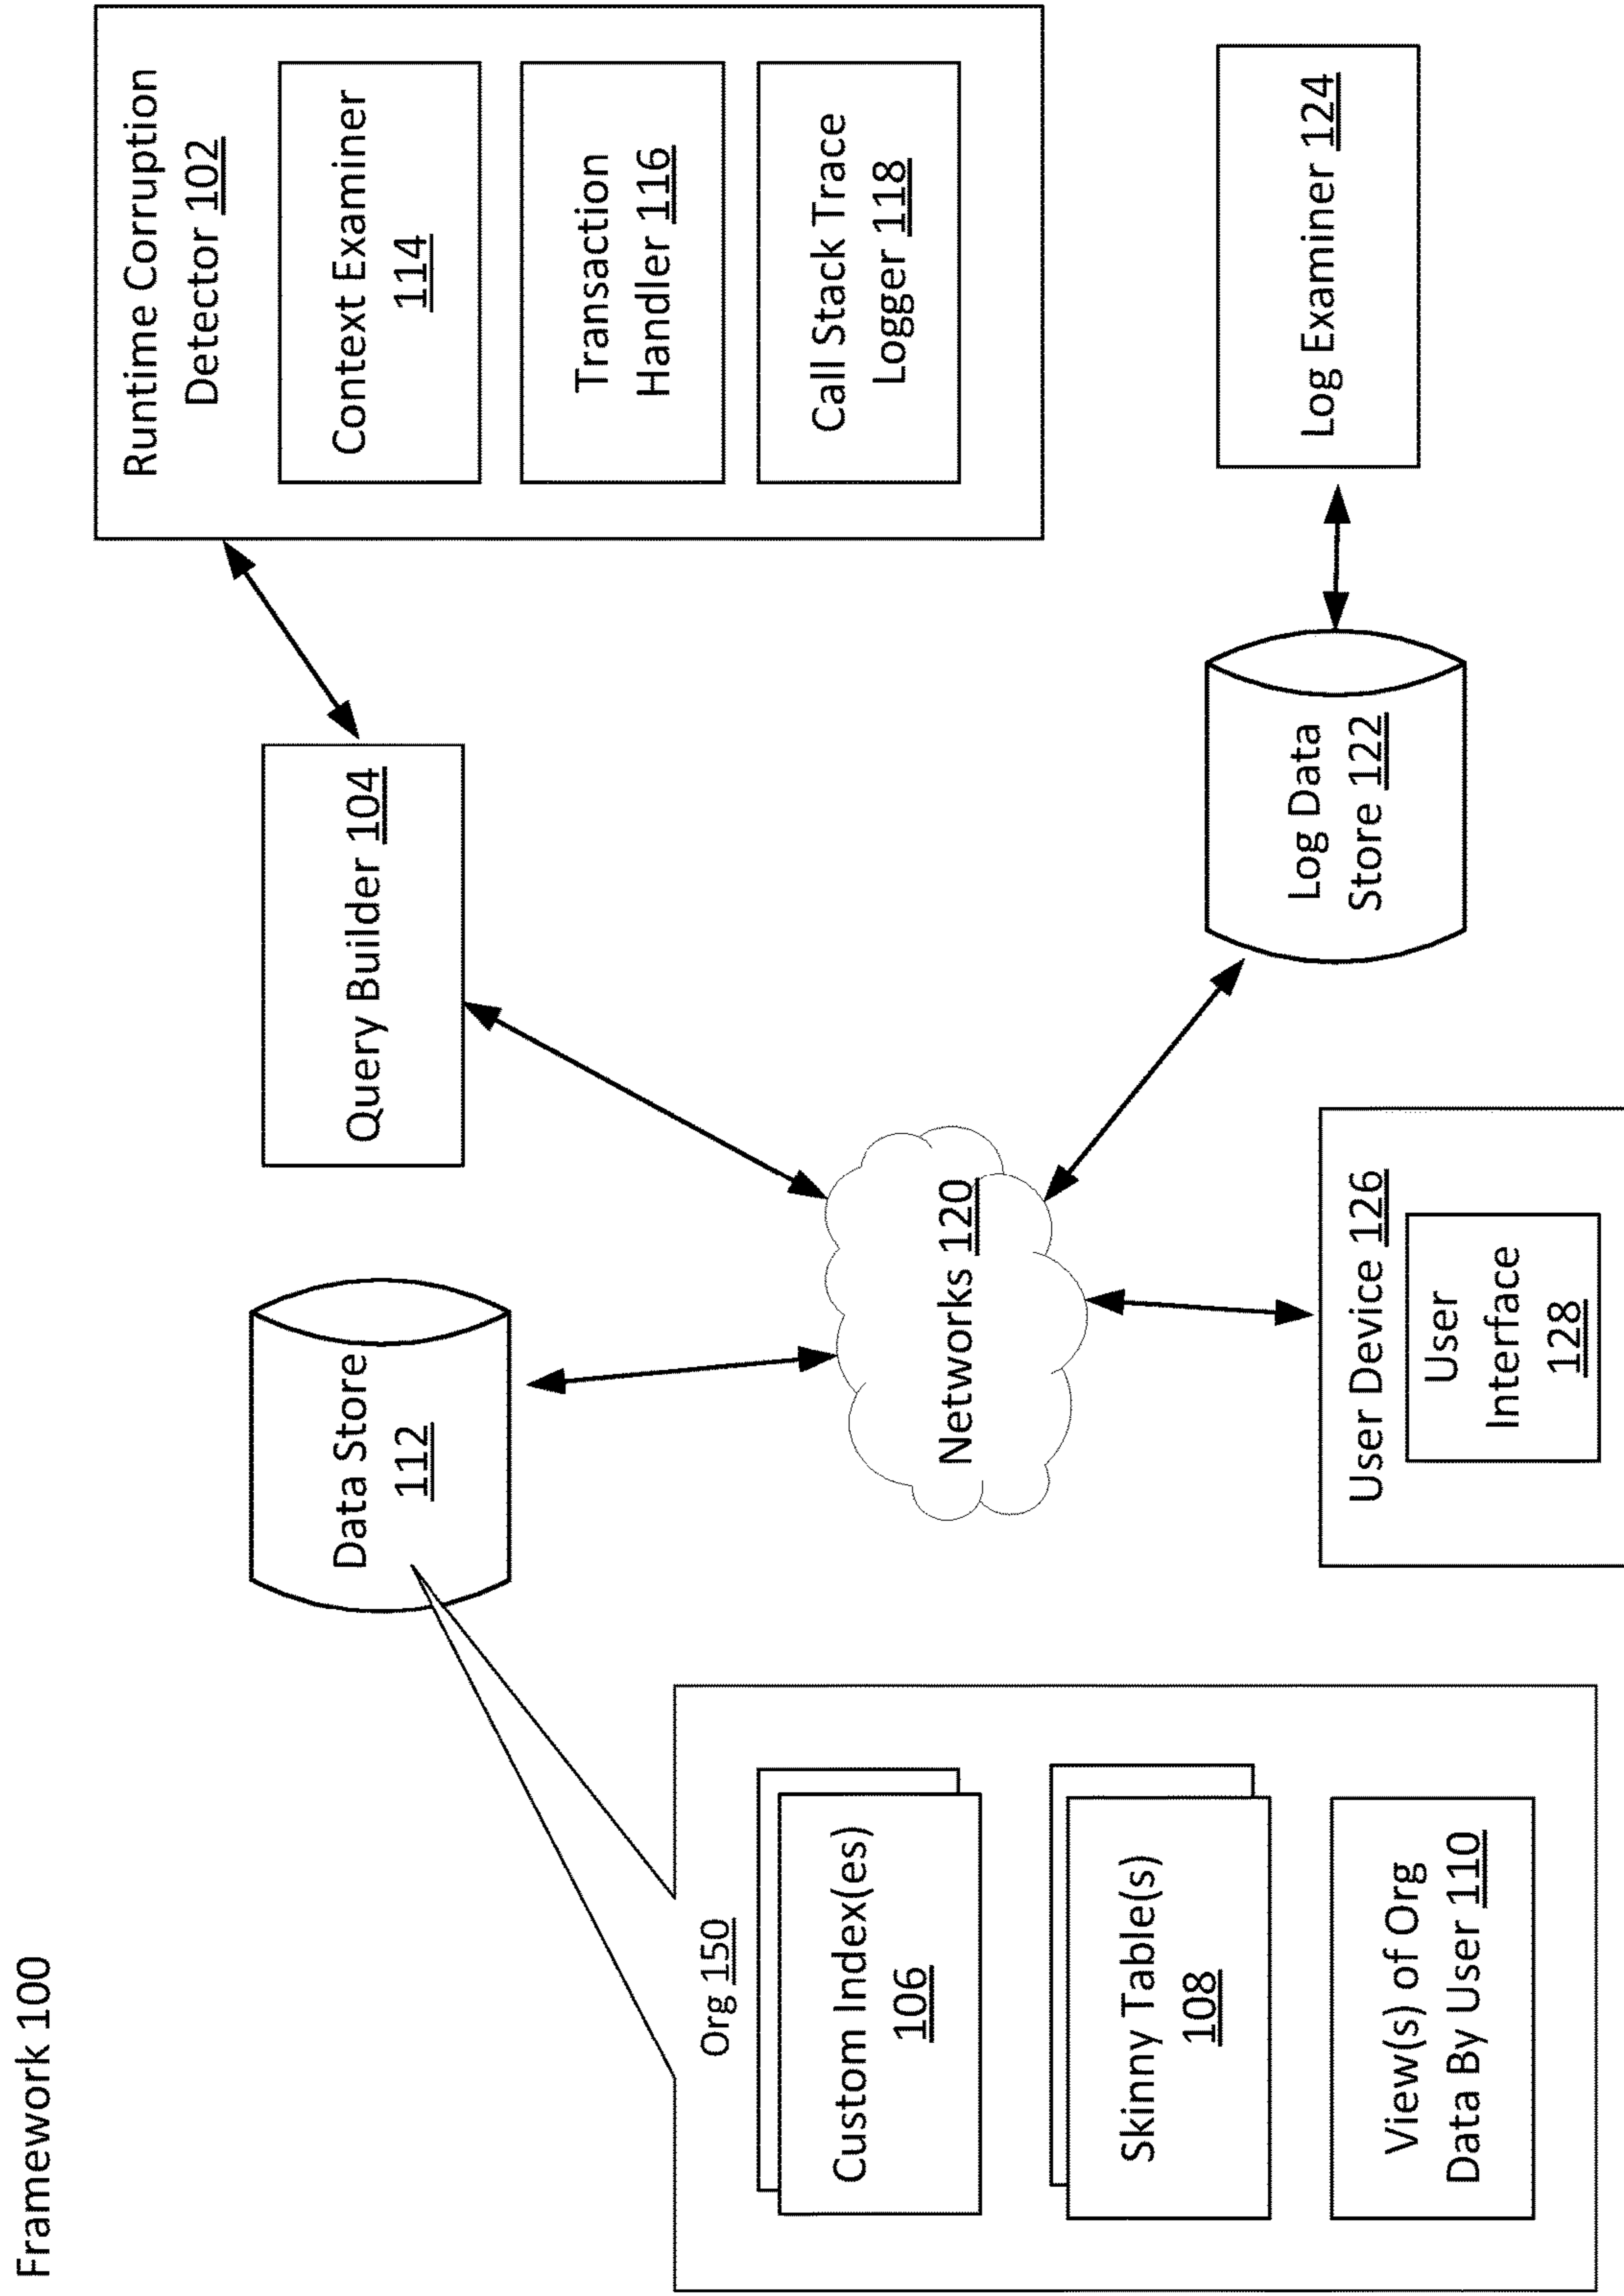 Framework 100
Org 150
Custom Index(es)
106
Skinny Table(s)
108
View(s) of Org
Data By User 110
Data Store
112
Query Builder 104
Runtime Corruption
Detector 102
Context Examiner
114
Transaction
Handler 116
Call Stack Trace
Logger 118
Networks 120
User Device 126
User
Interface
128
Log Data
Store 122
Log Examiner 124